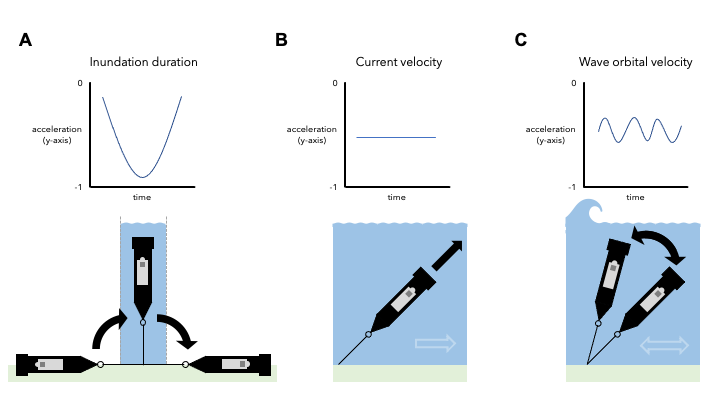 A
Inundation duration
0
acceleration
(y-axis)
-1
time
B
Current velocity
0
acceleration
(y-axis)
-1
time
C
Wave orbital velocity
0
acceleration
(y-axis)
-1
time